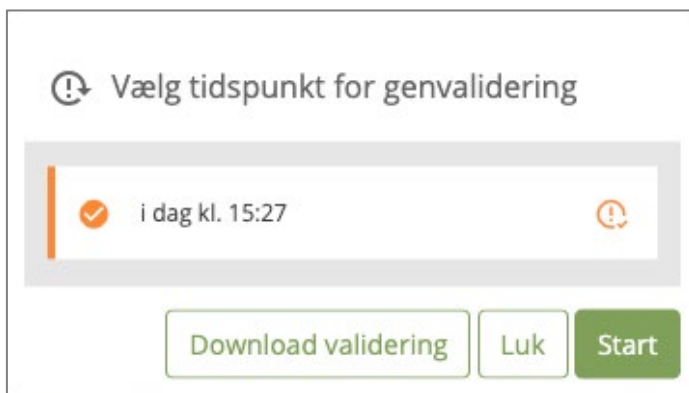 Vælg tidspunkt for genvalidering
i dag kl. 15:27
Download validering Luk Start